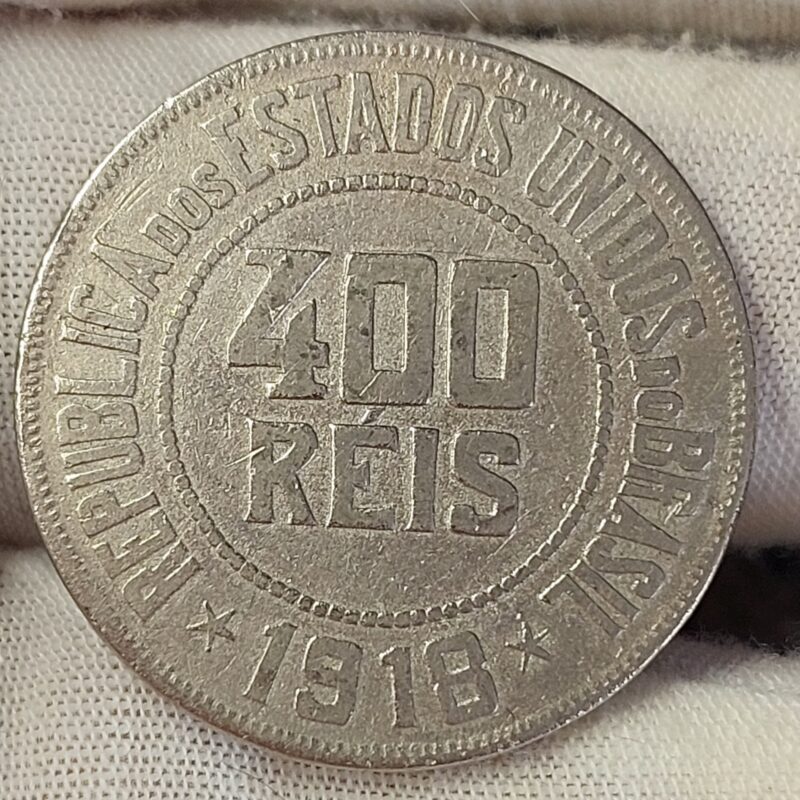 REPUBLICA DOS ESTADOS UNIDOS DO BRASIL
400
RÉIS
1918